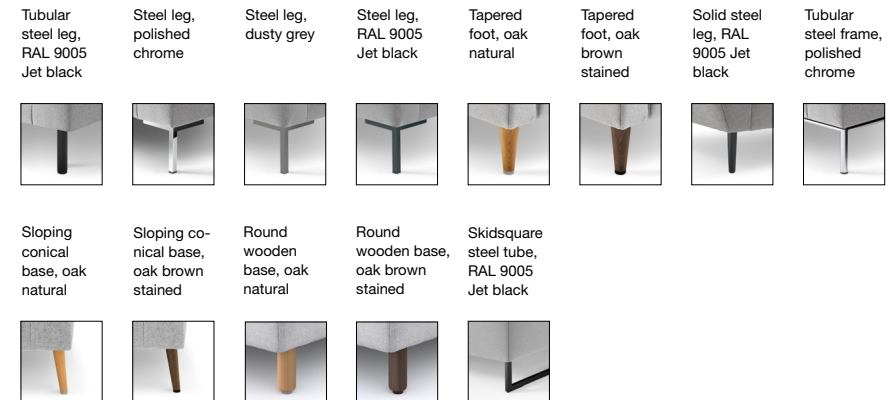 Tubular
steel leg,
RAL 9005
Jet black
Steel leg,
polished
chrome
Steel leg,
dusty grey
Steel leg,
RAL 9005
Jet black
Tapered
foot, oak
natural
Tapered
foot, oak
brown
stained
Solid steel
leg, RAL
9005 Jet
black
Tubular
steel frame,
polished
chrome
Sloping
conical
base, oak
natural
Sloping co-
nical base,
oak brown
stained
Round
wooden
base, oak
natural
Round
wooden base,
oak brown
stained
Skidsquare
steel tube,
RAL 9005
Jet black